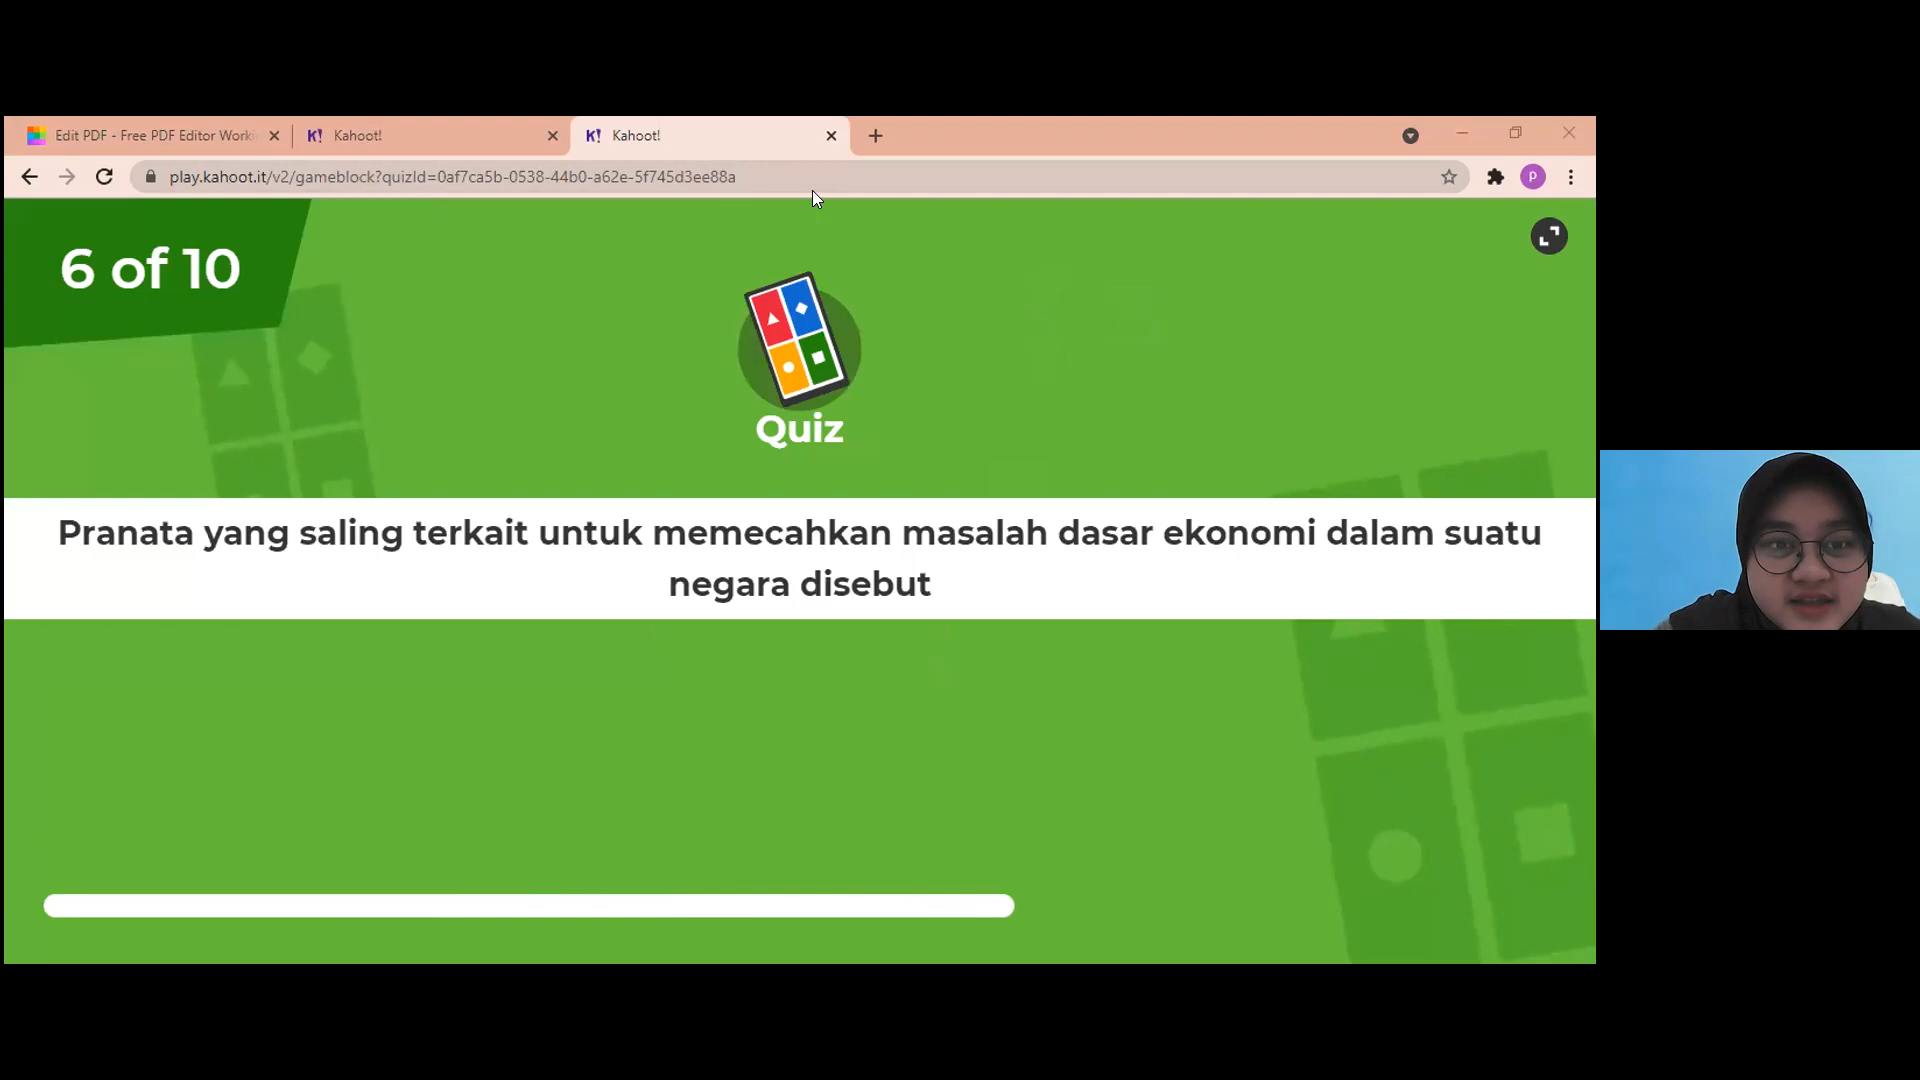 Edit PDF - Free PDF Editor Worki
K! Kahoot!
K! Kahoot!
play.kahoot.it/v2/gameblock?quizId=0af7ca5b-0538-44b0-a62e-5f745d3ee88a
P
6 of 10
Quiz
Pranata yang saling terkait untuk memecahkan masalah dasar ekonomi dalam suatu
negara disebut